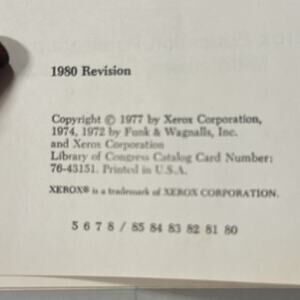 1980 Revision
Copyright © 1977 by Xerox Corporation,
1974, 1972 by Funk & Wagnalls, Inc.
and Xerox Corporation
Library of Congress Catalog Card Number:
76-43151. Printed in U.S.A.
XEROX® is a trademark of XEROX CORPORATION.
5 6 7 8 / 85 84 83 82 81 80